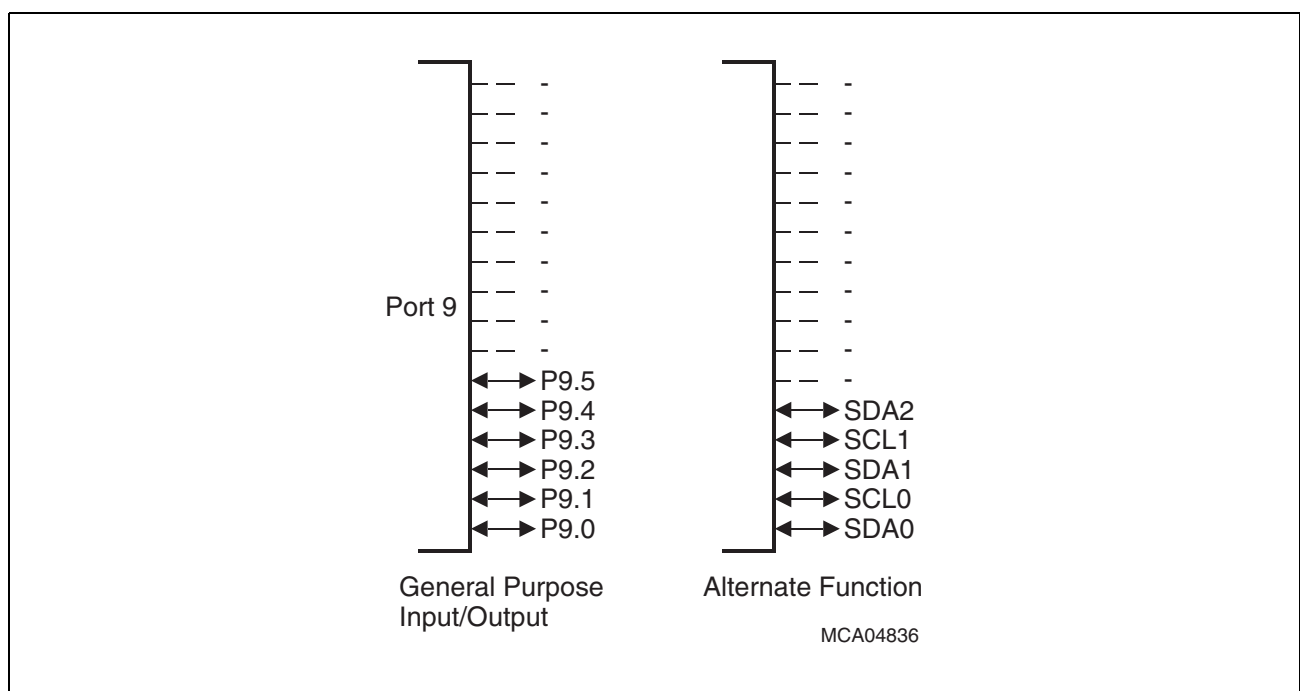 - -
- -
- -
- -
- -
- -
- -
- -
- -
- -
Port 9
P9.5 -
P9.4 SDA2
P9.3 SCL1
P9.2 SDA1
P9.1 SCL0
P9.0 SDA0
General Purpose
Input/Output
Alternate Function
MCA04836